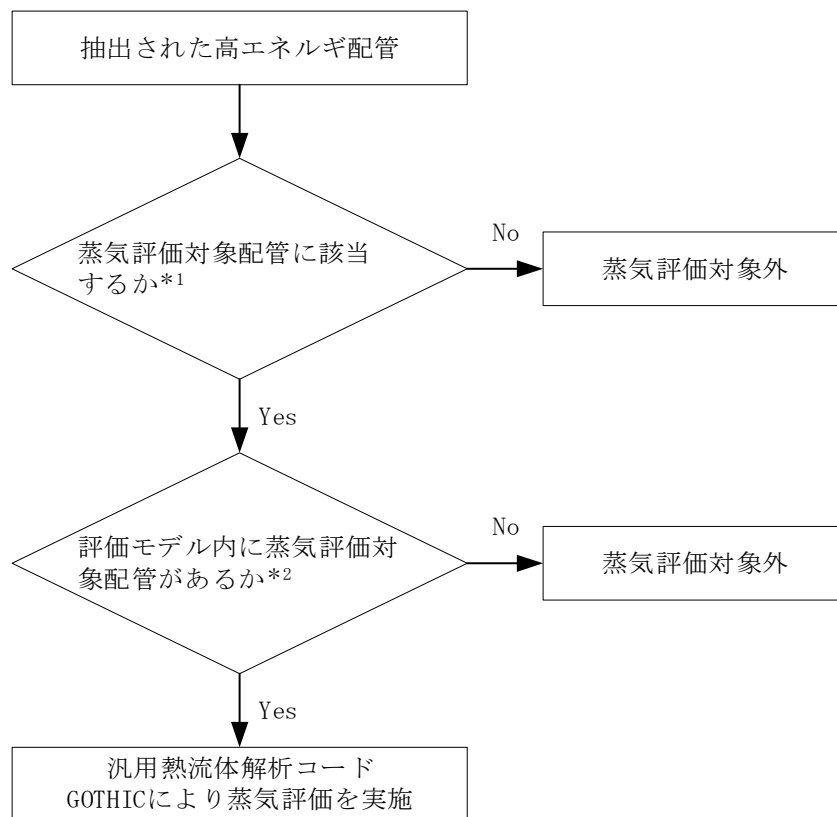 抽出された高エネルギ配管
蒸気評価対象配管に該当
するか*1
No
蒸気評価対象外
Yes
評価モデル内に蒸気評価対
象配管があるか*2
No
蒸気評価対象外
Yes
汎用熱流体解析コード
GOTHICにより蒸気評価を実施